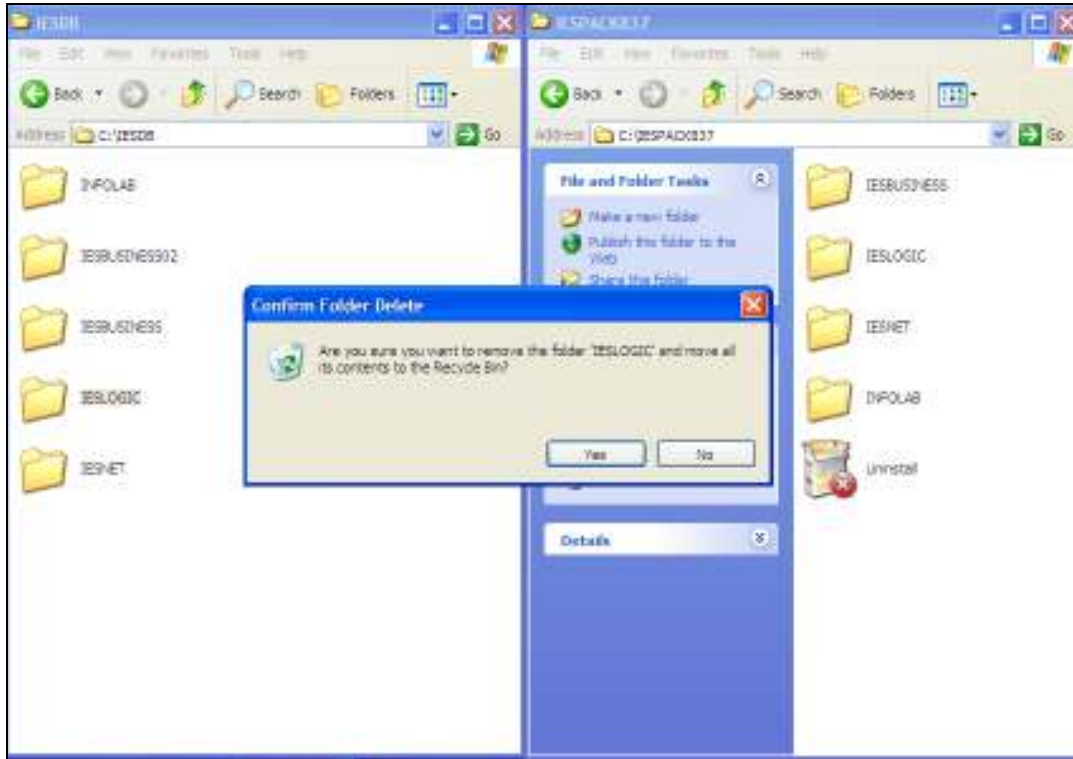 IESDB
File Edit View Favorites Tools Help
Back Search Folders
Address C:\IESDB Go
INFOLAB
IESBUSINESS02
IESBUSINESS
IESLOGIC
IESNET
IESPACK837
File Edit View Favorites Tools Help
Back Search Folders
Address C:\IESPACK837 Go
File and Folder Tasks
Make a new folder
Publish this folder to the
Web
Share this folder
Details
IESBUSINESS
IESLOGIC
IESNET
INFOLAB
uninstall
Confirm Folder Delete
Are you sure you want to remove the folder 'IESLOGIC' and move all
its contents to the Recycle Bin?
Yes No